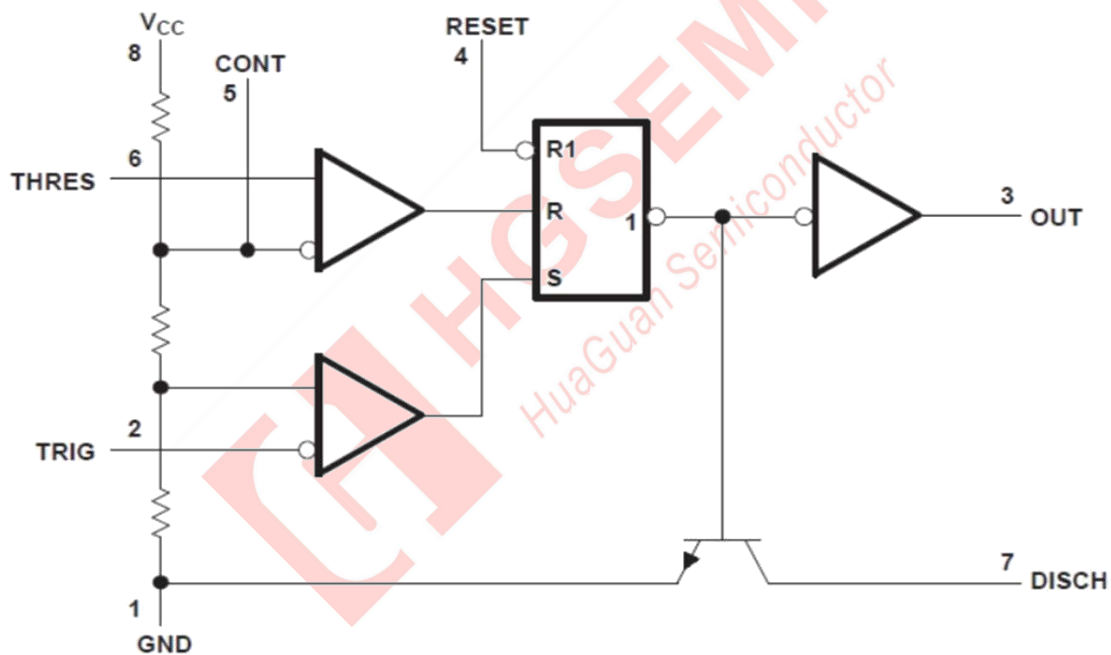 VCC
8
RESET
4
CONT
5
6
THRES
R1
R
1
S
3
OUT
2
TRIG
7
DISCH
1
GND
HGSEMI
HuaGuan Semiconductor